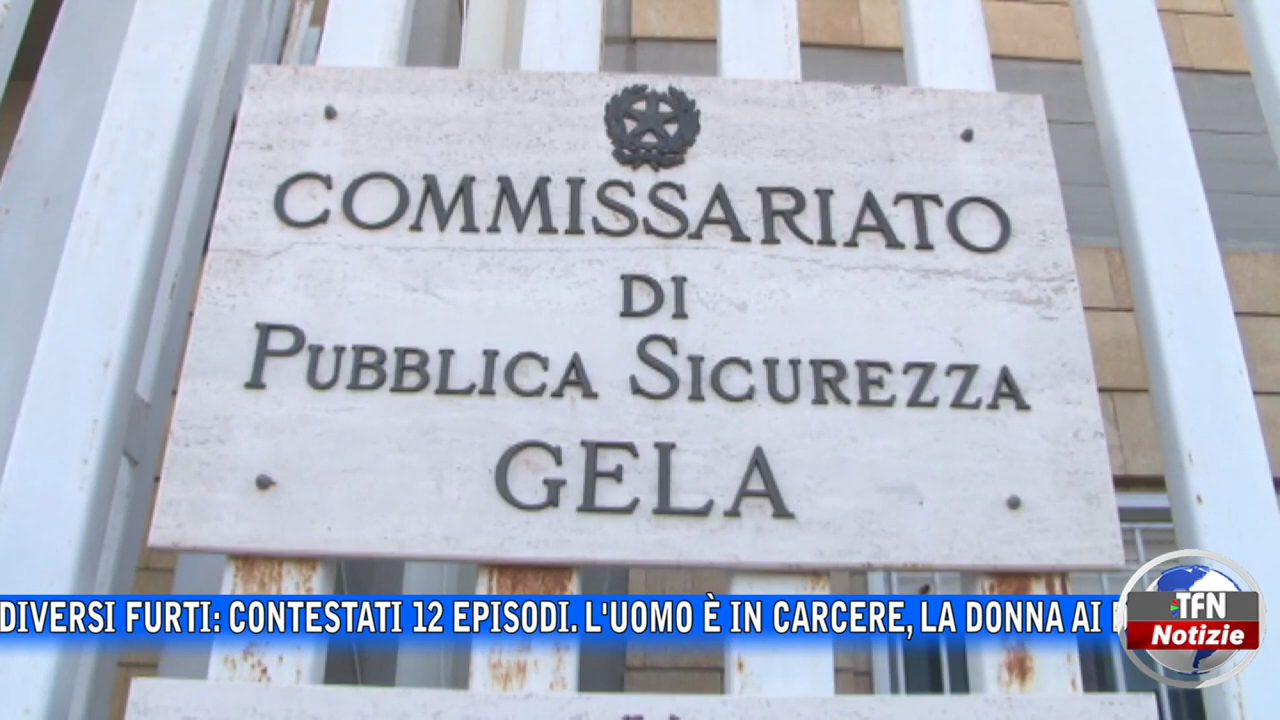 COMMISSARIATO
DI
PUBBLICA SICUREZZA
GELA
DIVERSI FURTI: CONTESTATI 12 EPISODI. L'UOMO È IN CARCERE, LA DONNA AI
TFN
Notizie